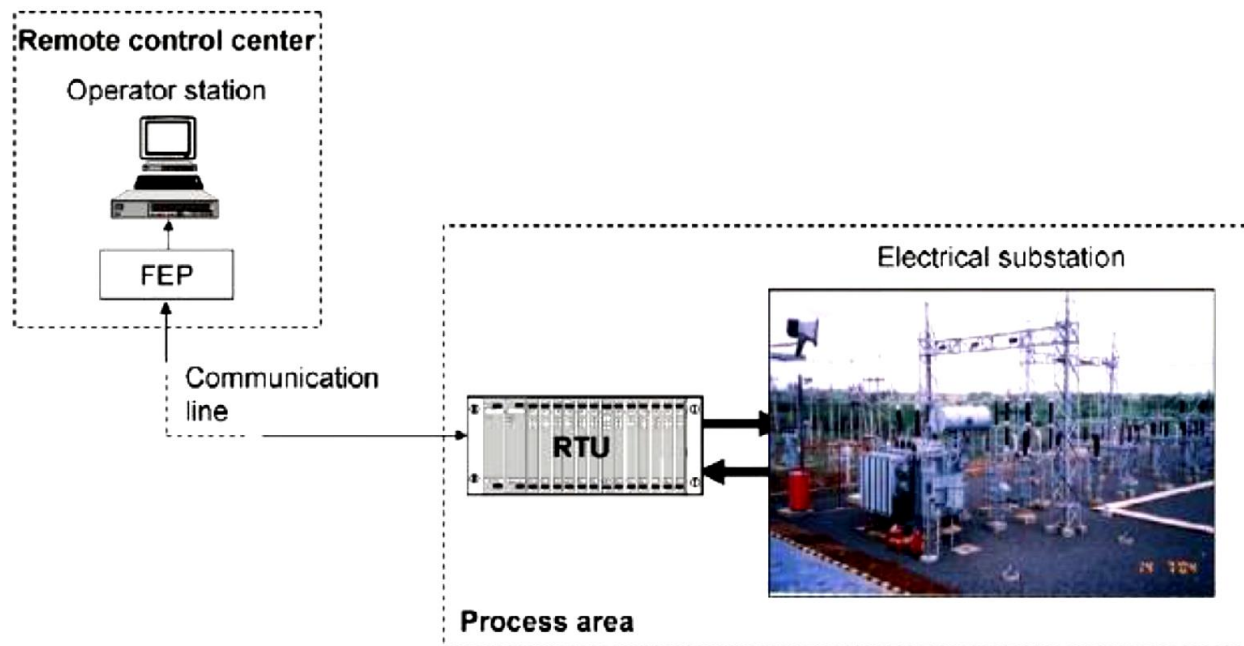 Remote control center
Operator station
FEP
Communication
line
Electrical substation
RTU
Process area